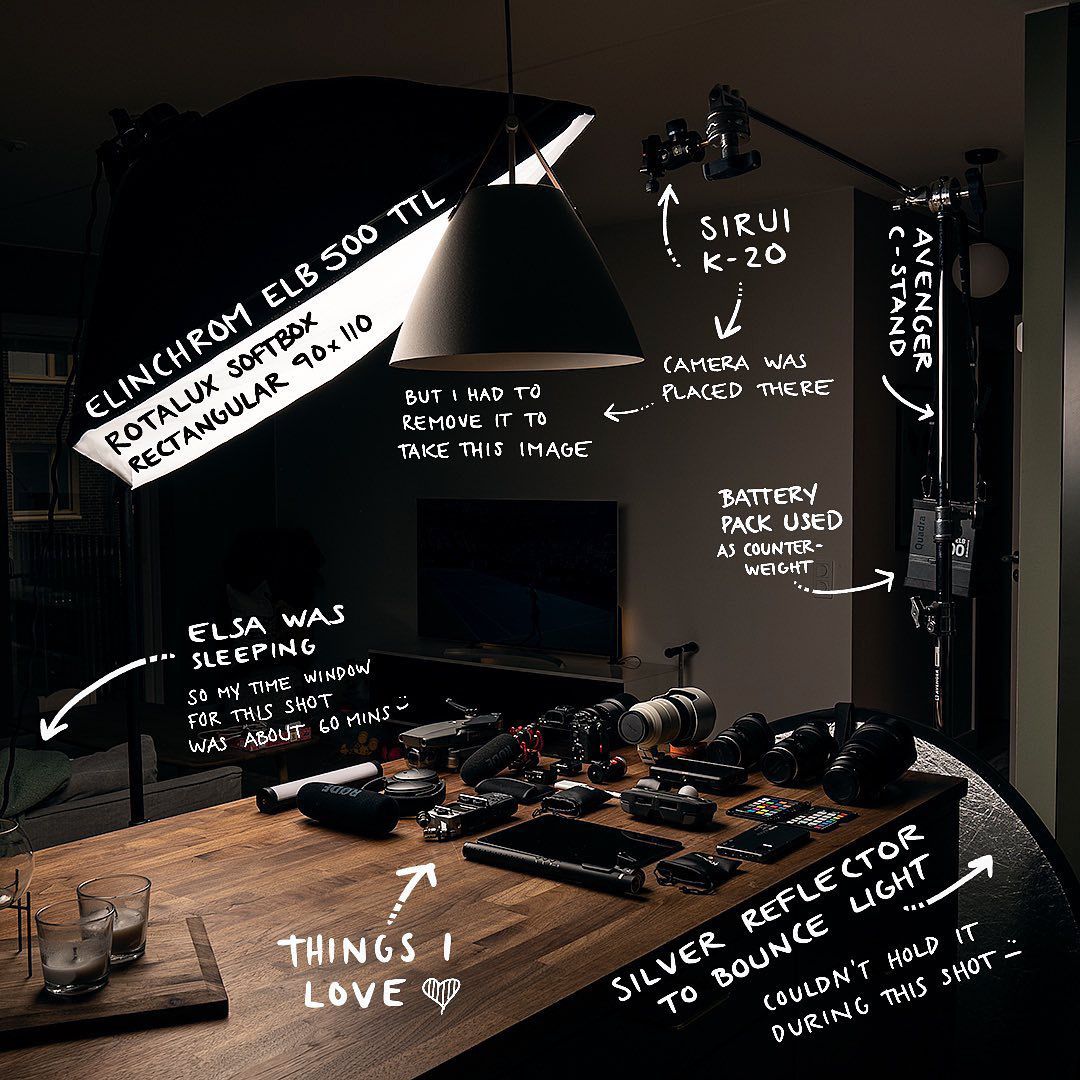 ELINCHROM ELB 500 TTL
ROTALUX SOFTBOX
RECTANGULAR 90x110
SIRUI
K-20
AVENGER
C-STAND
CAMERA WAS
PLACED THERE
BUT I HAD TO
REMOVE IT TO
TAKE THIS IMAGE
BATTERY
PACK USED
AS COUNTER-
WEIGHT
Quadra
ELSA WAS
SLEEPING
SO MY TIME WINDOW
FOR THIS SHOT
WAS ABOUT 60 MINS
RODE
THINGS I
LOVE
SILVER REFLECTOR
TO BOUNCE LIGHT
COULDN'T HOLD IT
DURING THIS SHOT